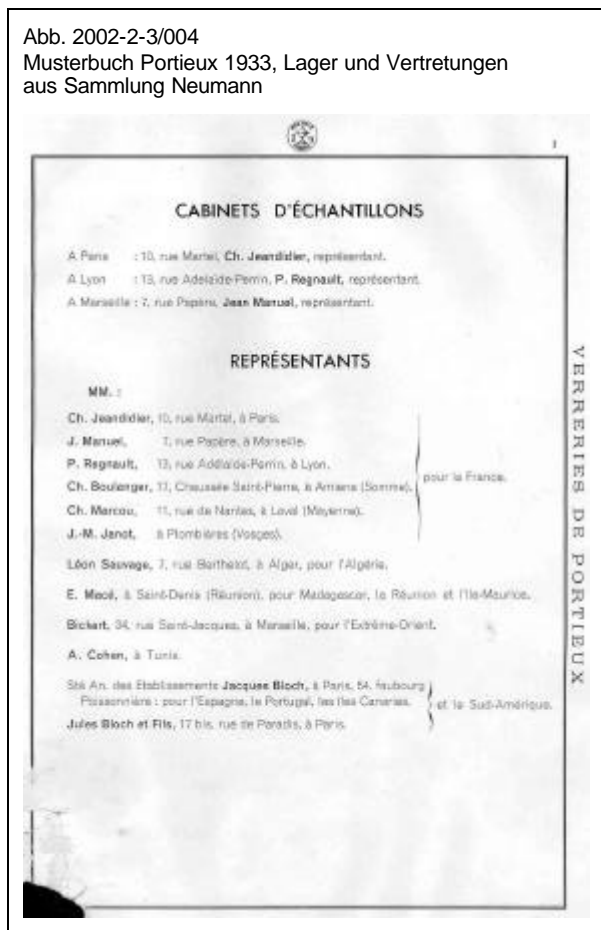 Abb. 2002-2-3/004
Musterbuch Portieux 1933, Lager und Vertretungen
aus Sammlung Neumann
1
CABINETS D'ÉCHANTILLONS
A Paris : 10, rue Martel, Ch. Jeandidier, représentant.
A Lyon : 13, rue Adélaïde-Perrin, P. Regnault, représentant.
A Marseille : 7, rue Papère, Jean Manuel, représentant.
REPRÉSENTANTS
MM. :
Ch. Jeandidier, 10, rue Martel, à Paris.
J. Manuel, 7, rue Papère, à Marseille.
P. Regnault, 13, rue Adélaïde-Perrin, à Lyon.
Ch. Boulanger, 17, Chaussée Saint-Pierre, à Amiens (Somme).
Ch. Marcou, 11, rue de Nantes, à Laval (Mayenne).
J.-M. Janot, à Plombières (Vosges).
pour la France.
Léon Sauvage, 7, rue Berthelot, à Alger, pour l'Algérie.
E. Macé, à Saint-Denis (Réunion), pour Madagascar, la Réunion et l'Ile-Maurice.
Bickart, 34, rue Saint-Jacques, à Marseille, pour l'Extrême-Orient.
A. Cohen, à Tunis.
Sté An. des Etablissements Jacques Bloch, à Paris, 54, faubourg
Poissonnière : pour l'Espagne, le Portugal, les Iles Canaries.
Jules Bloch et Fils, 17 bis, rue de Paradis, à Paris.
et le Sud-Amérique.
VERRERIES DE PORTIEUX